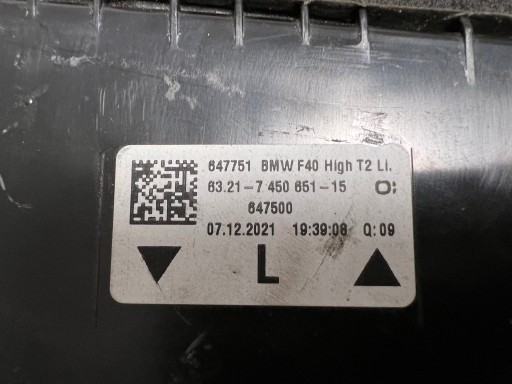 647751 BMW F40 High T2 Li.
63.21-7 450 651-15 O;
647500
07.12.2021 19:39:08 Q:09
L